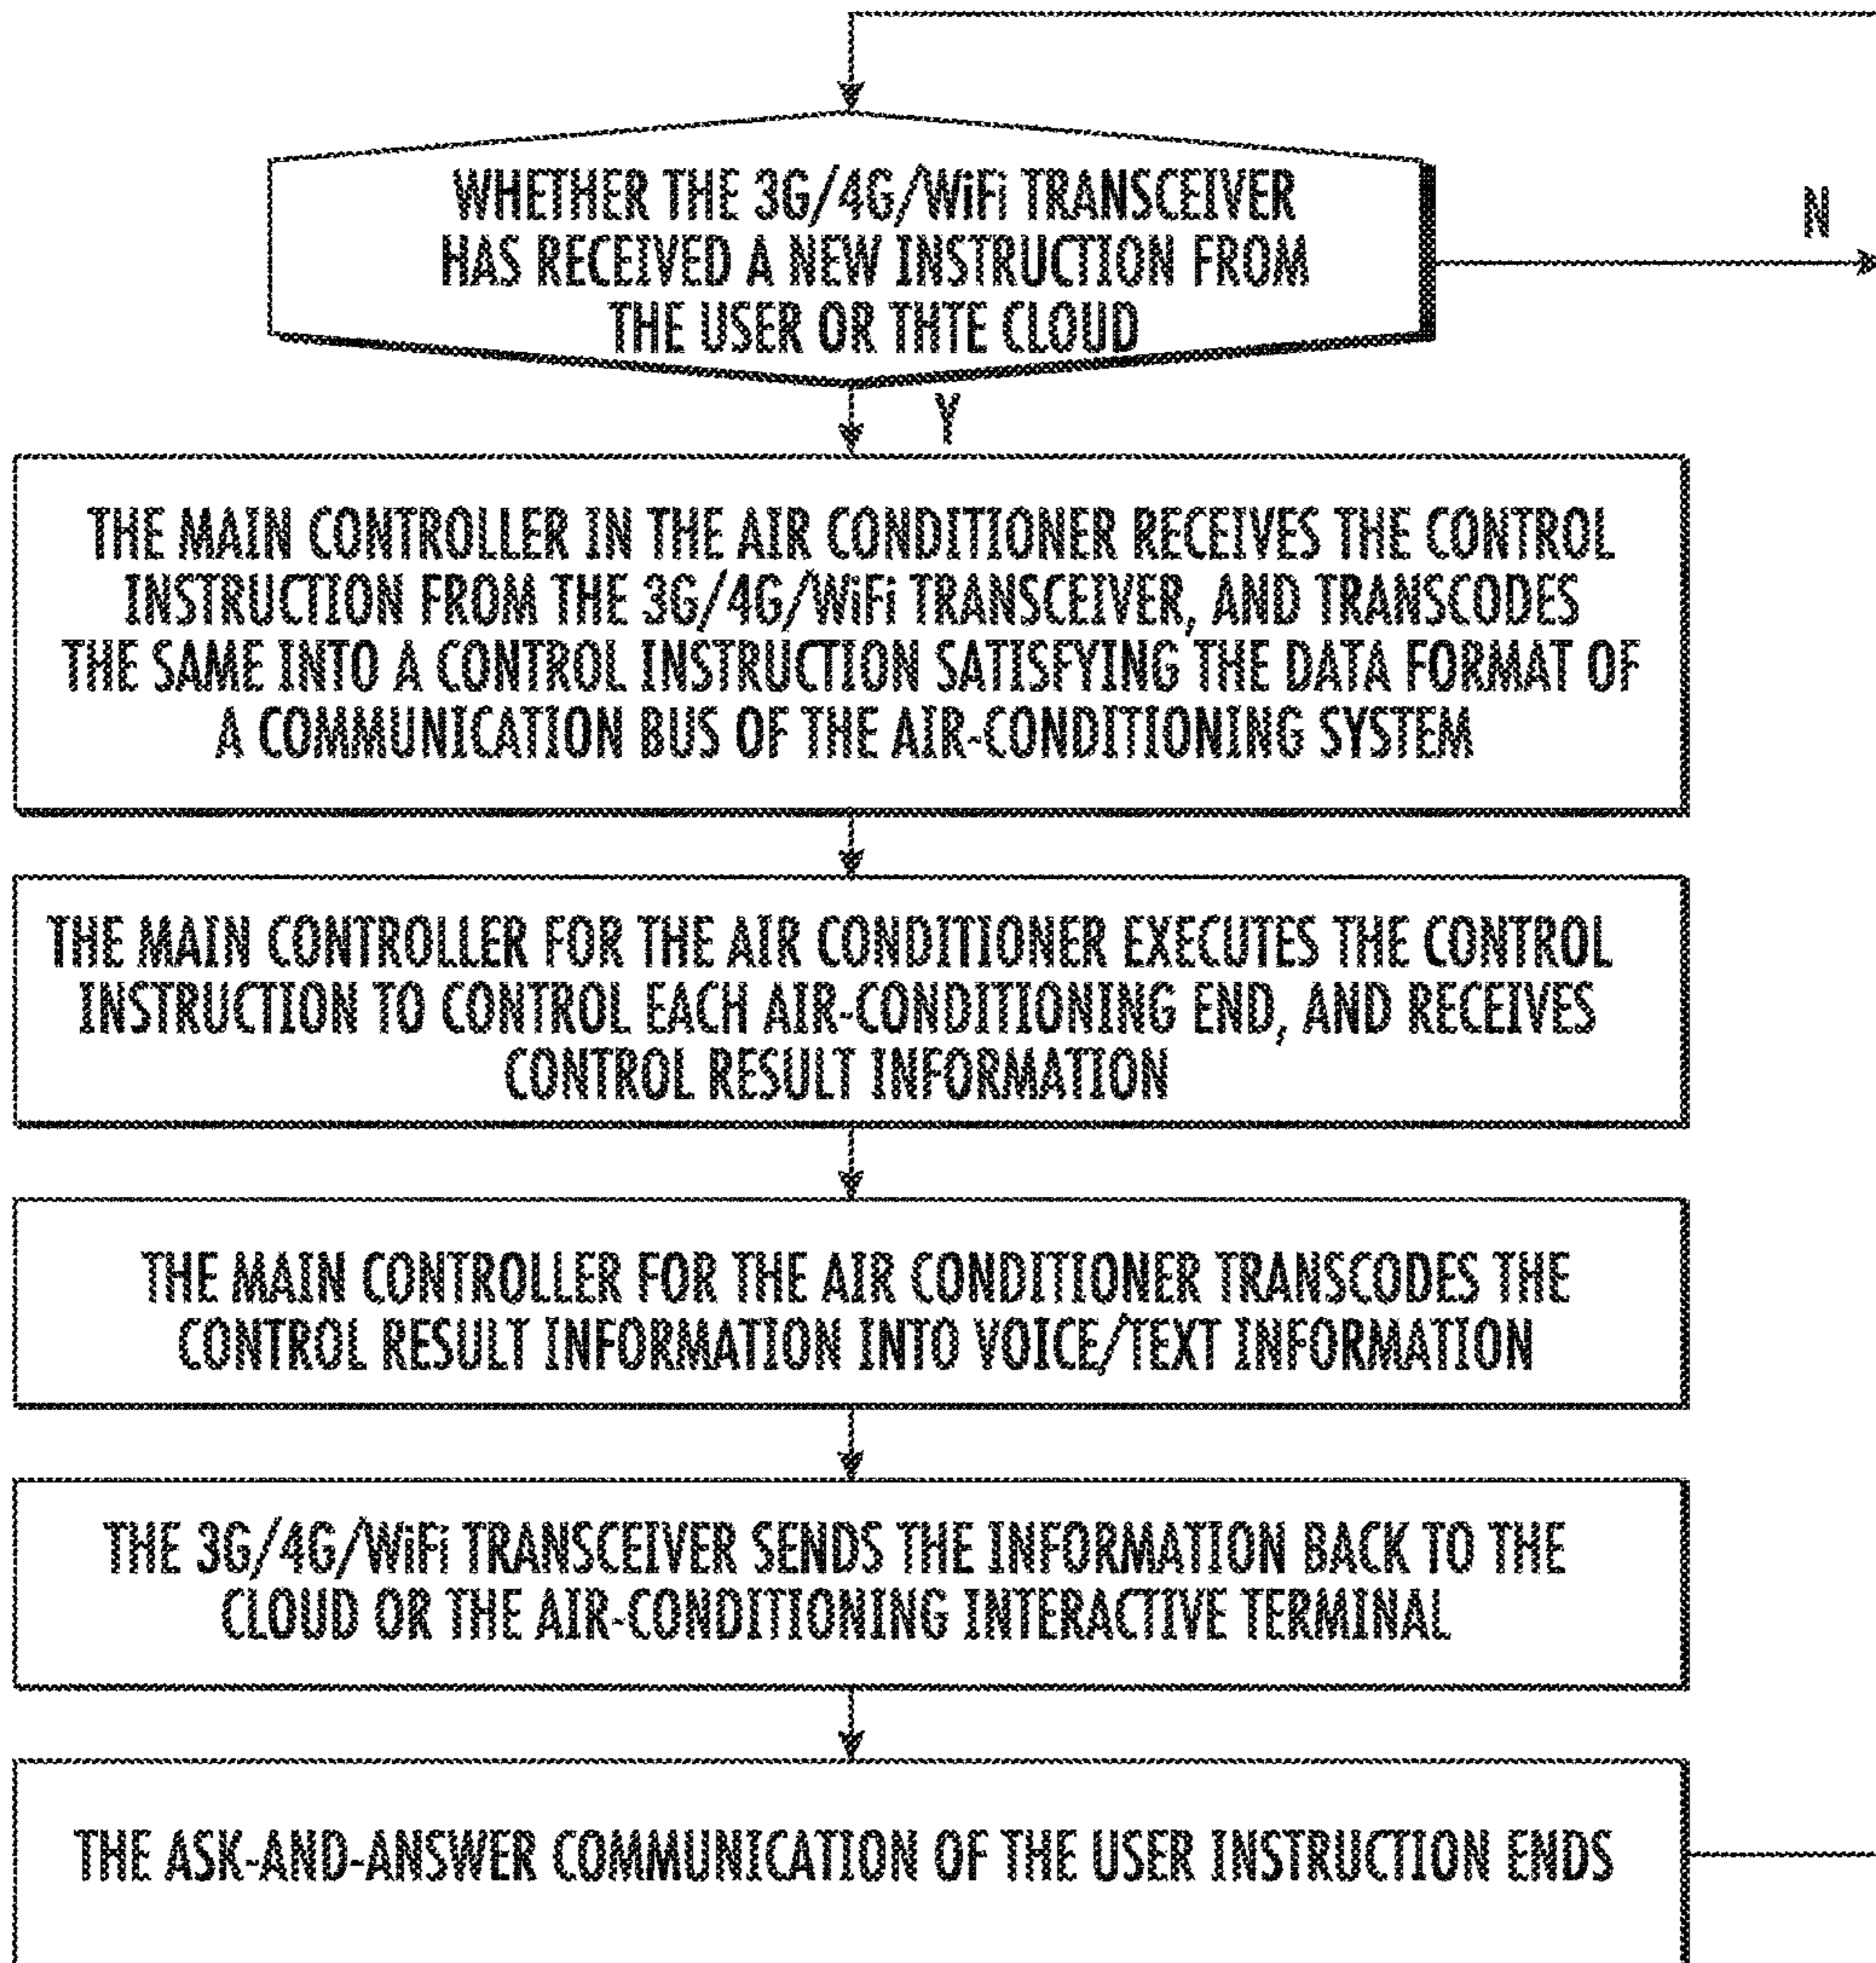 WHETHER THE 3G/4G/WiFi TRANSCEIVER
HAS RECEIVED A NEW INSTRUCTION FROM
THE USER OR THTE CLOUD
N
Y
THE MAIN CONTROLLER IN THE AIR CONDITIONER RECEIVES THE CONTROL
INSTRUCTION FROM THE 3G/4G/WiFi TRANSCEIVER, AND TRANSCODES
THE SAME INTO A CONTROL INSTRUCTION SATISFYING THE DATA FORMAT OF
A COMMUNICATION BUS OF THE AIR-CONDITIONING SYSTEM
THE MAIN CONTROLLER FOR THE AIR CONDITIONER EXECUTES THE CONTROL
INSTRUCTION TO CONTROL EACH AIR-CONDITIONING END, AND RECEIVES
CONTROL RESULT INFORMATION
THE MAIN CONTROLLER FOR THE AIR CONDITIONER TRANSCODES THE
CONTROL RESULT INFORMATION INTO VOICE/TEXT INFORMATION
THE 3G/4G/WiFi TRANSCEIVER SENDS THE INFORMATION BACK TO THE
CLOUD OR THE AIR-CONDITIONING INTERACTIVE TERMINAL
THE ASK-AND-ANSWER COMMUNICATION OF THE USER INSTRUCTION ENDS